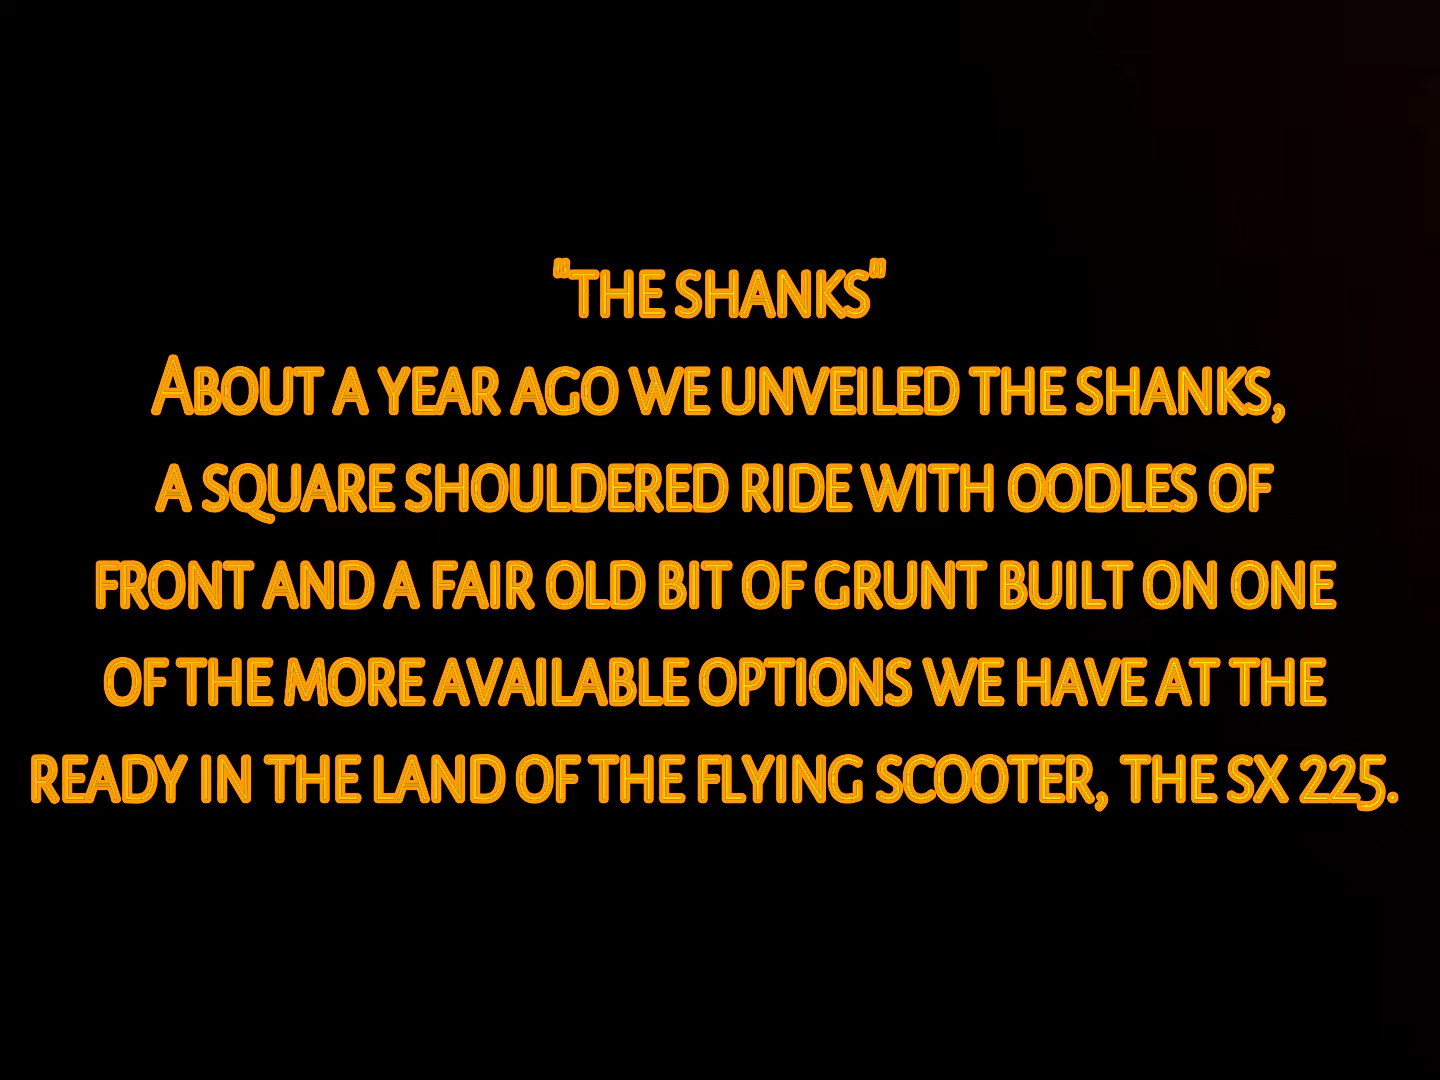 "THE SHANKS"
ABOUT A YEAR AGO WE UNVEILED THE SHANKS,
A SQUARE SHOULDERED RIDE WITH OODLES OF
FRONT AND A FAIR OLD BIT OF GRUNT BUILT ON ONE
OF THE MORE AVAILABLE OPTIONS WE HAVE AT THE
READY IN THE LAND OF THE FLYING SCOOTER, THE SX 225.